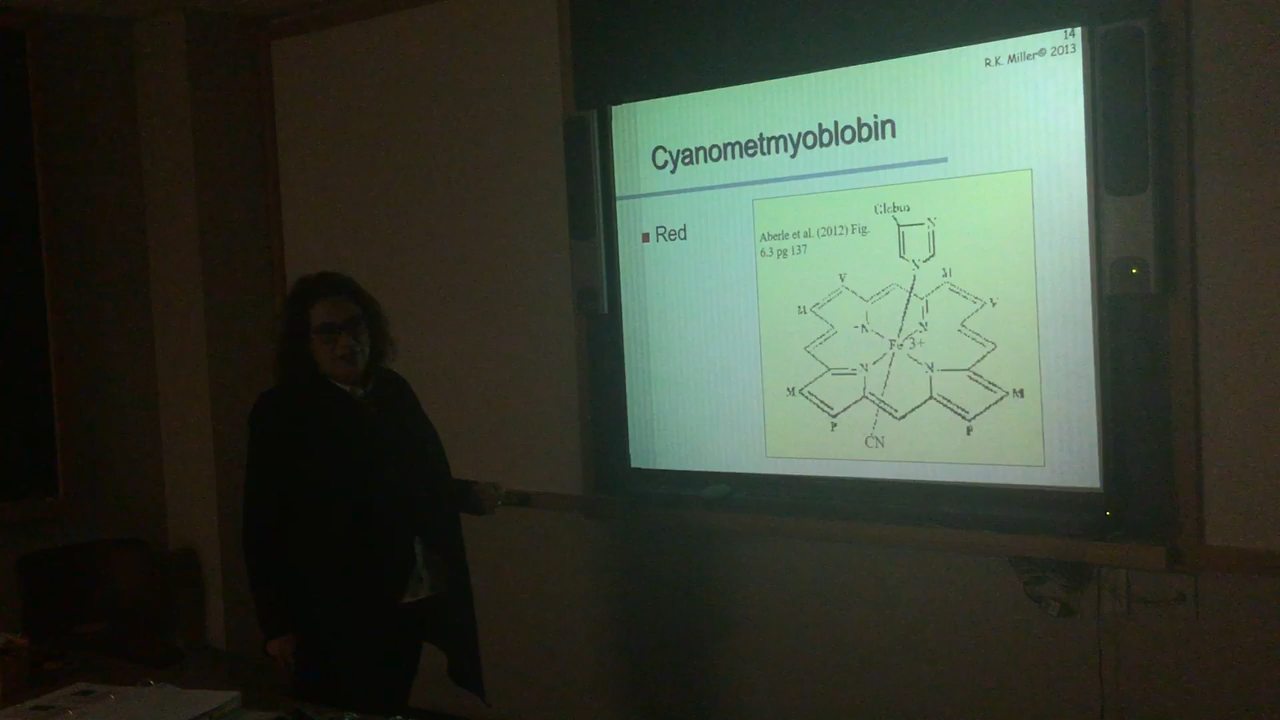 14
R.K. Miller© 2013
Cyanometmyoblobin
Red
Aberle et al. (2012) Fig.
6.3 pg 137
Globin
N
N
V
M
M
V
N
N
Fe 3+
N
N
M
M
P
P
CN